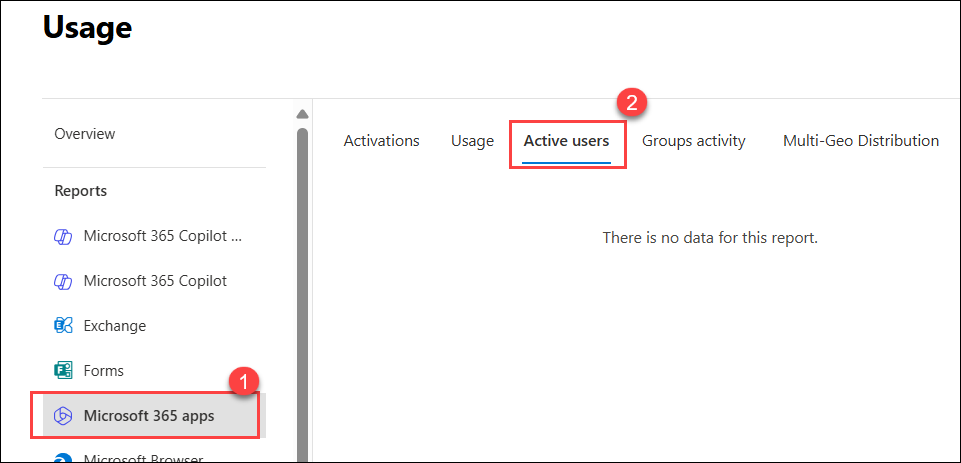 Usage
Overview
Reports
Microsoft 365 Copilot ...
Microsoft 365 Copilot
Exchange
Forms
1
Microsoft 365 apps
Microsoft Browser
2
Activations Usage Active users Groups activity Multi-Geo Distribution
There is no data for this report.